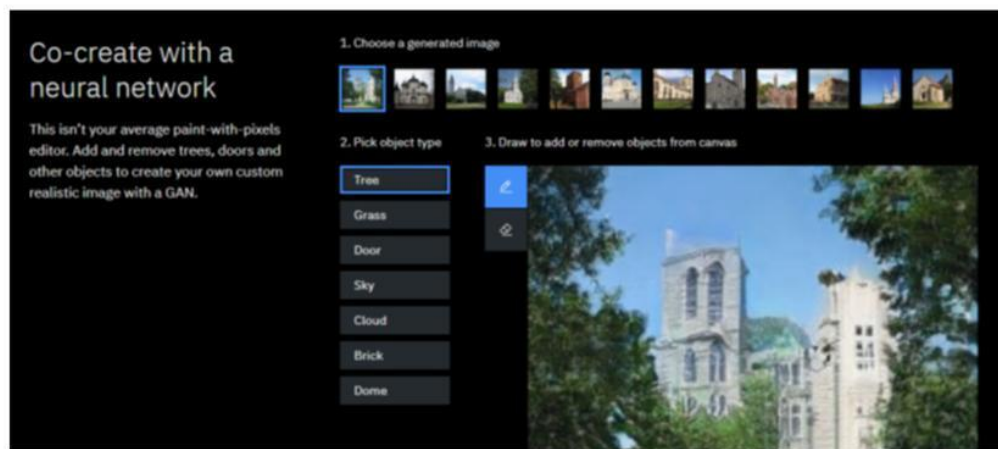 Co-create with a
neural network
This isn't your average paint-with-pixels
editor. Add and remove trees, doors and
other objects to create your own custom
realistic image with a GAN.
1. Choose a generated image
2. Pick object type
Tree
Grass
Door
Sky
Cloud
Brick
Dome
3. Draw to add or remove objects from canvas